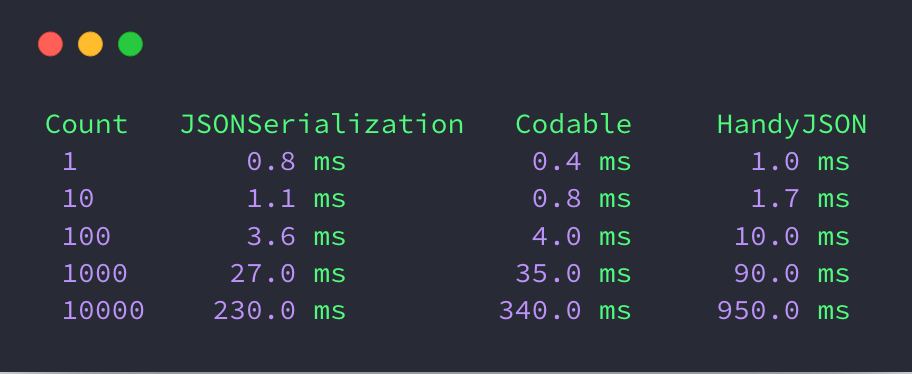 Count JSONSerialization Codable HandyJSON
1 0.8 ms 0.4 ms 1.0 ms
10 1.1 ms 0.8 ms 1.7 ms
100 3.6 ms 4.0 ms 10.0 ms
1000 27.0 ms 35.0 ms 90.0 ms
10000 230.0 ms 340.0 ms 950.0 ms